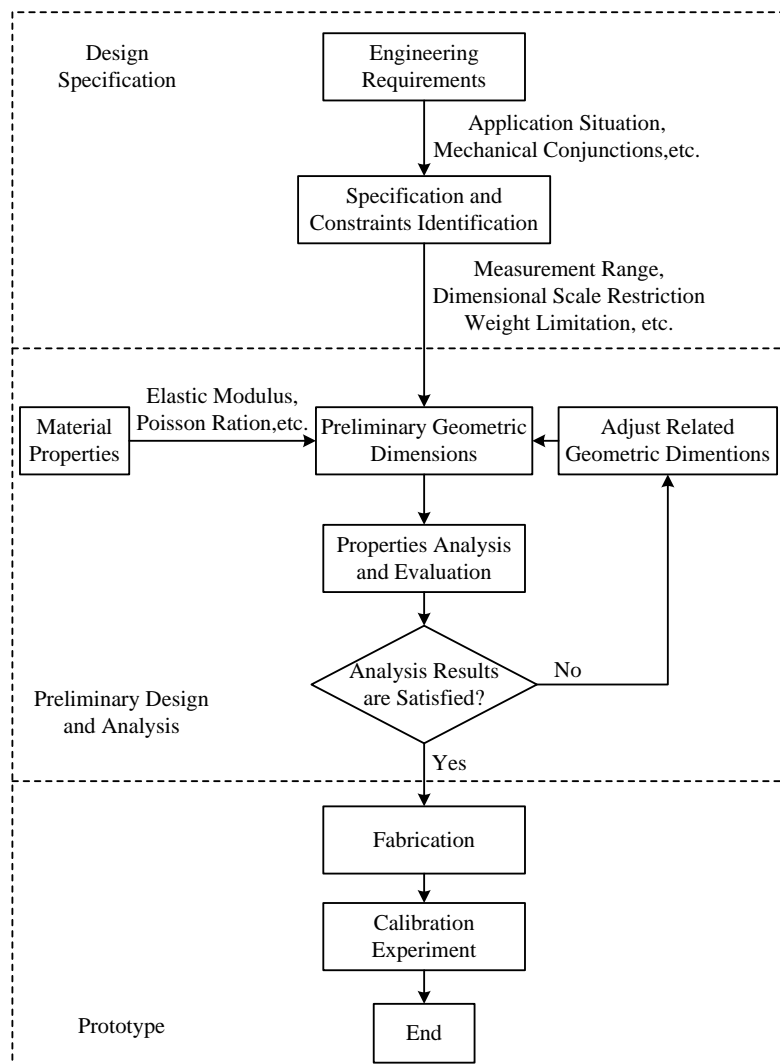 Design
Specification
Engineering
Requirements
Application Situation,
Mechanical Conjunctions,etc.
Specification and
Constraints Identification
Measurement Range,
Dimensional Scale Restriction
Weight Limitation, etc.
Material
Properties
Elastic Modulus,
Poisson Ration,etc.
Preliminary Geometric
Dimensions
Adjust Related
Geometric Dimentions
Properties Analysis
and Evaluation
Analysis Results
are Satisfied?
No
Preliminary Design
and Analysis
Yes
Fabrication
Calibration
Experiment
Prototype
End